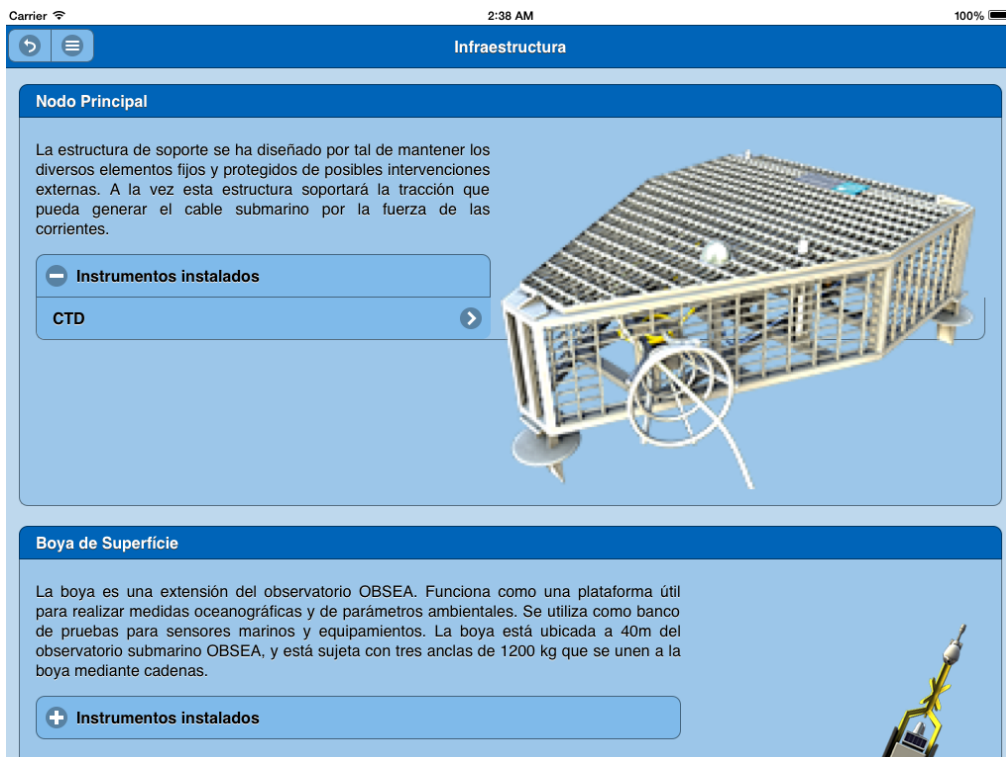 Carrier 2:38 AM 100%
Infraestructura
Nodo Principal
La estructura de soporte se ha diseñado por tal de mantener los
diversos elementos fijos y protegidos de posibles intervenciones
externas. A la vez esta estructura soportará la tracción que
pueda generar el cable submarino por la fuerza de las
corrientes.
Instrumentos instalados
CTD
Boya de Superfície
La boya es una extensión del observatorio OBSEA. Funciona como una plataforma útil
para realizar medidas oceanográficas y de parámetros ambientales. Se utiliza como banco
de pruebas para sensores marinos y equipamientos. La boya está ubicada a 40m del
observatorio submarino OBSEA, y está sujeta con tres anclas de 1200 kg que se unen a la
boya mediante cadenas.
Instrumentos instalados